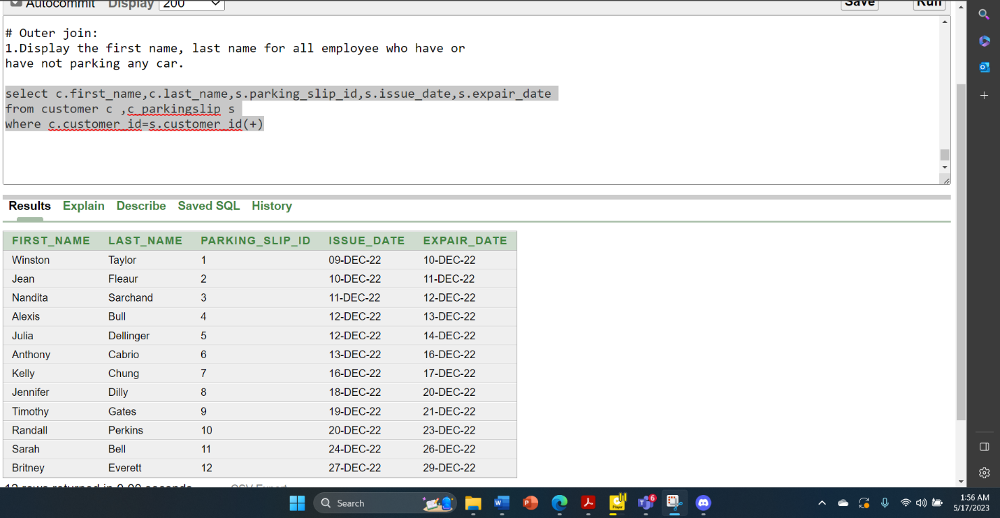 Autocommit Display 200 Save Run
# Outer join:
1.Display the first name, last name for all employee who have or
have not parking any car.
select c.first_name,c.last_name,s.parking_slip_id,s.issue_date,s.expair_date
from customer c ,c_parkingslip s
where c.customer_id=s.customer_id(+)
Results Explain Describe Saved SQL History
FIRST_NAME LAST_NAME PARKING_SLIP_ID ISSUE_DATE EXPAIR_DATE
Winston Taylor 1 09-DEC-22 10-DEC-22
Jean Fleaur 2 10-DEC-22 11-DEC-22
Nandita Sarchand 3 11-DEC-22 12-DEC-22
Alexis Bull 4 12-DEC-22 13-DEC-22
Julia Dellinger 5 12-DEC-22 14-DEC-22
Anthony Cabrio 6 13-DEC-22 16-DEC-22
Kelly Chung 7 16-DEC-22 17-DEC-22
Jennifer Dilly 8 18-DEC-22 20-DEC-22
Timothy Gates 9 19-DEC-22 21-DEC-22
Randall Perkins 10 20-DEC-22 23-DEC-22
Sarah Bell 11 24-DEC-22 26-DEC-22
Britney Everett 12 27-DEC-22 29-DEC-22
12 rows returned in 0.00 seconds CSV Export
Search 6 1:56 AM
5/17/2023